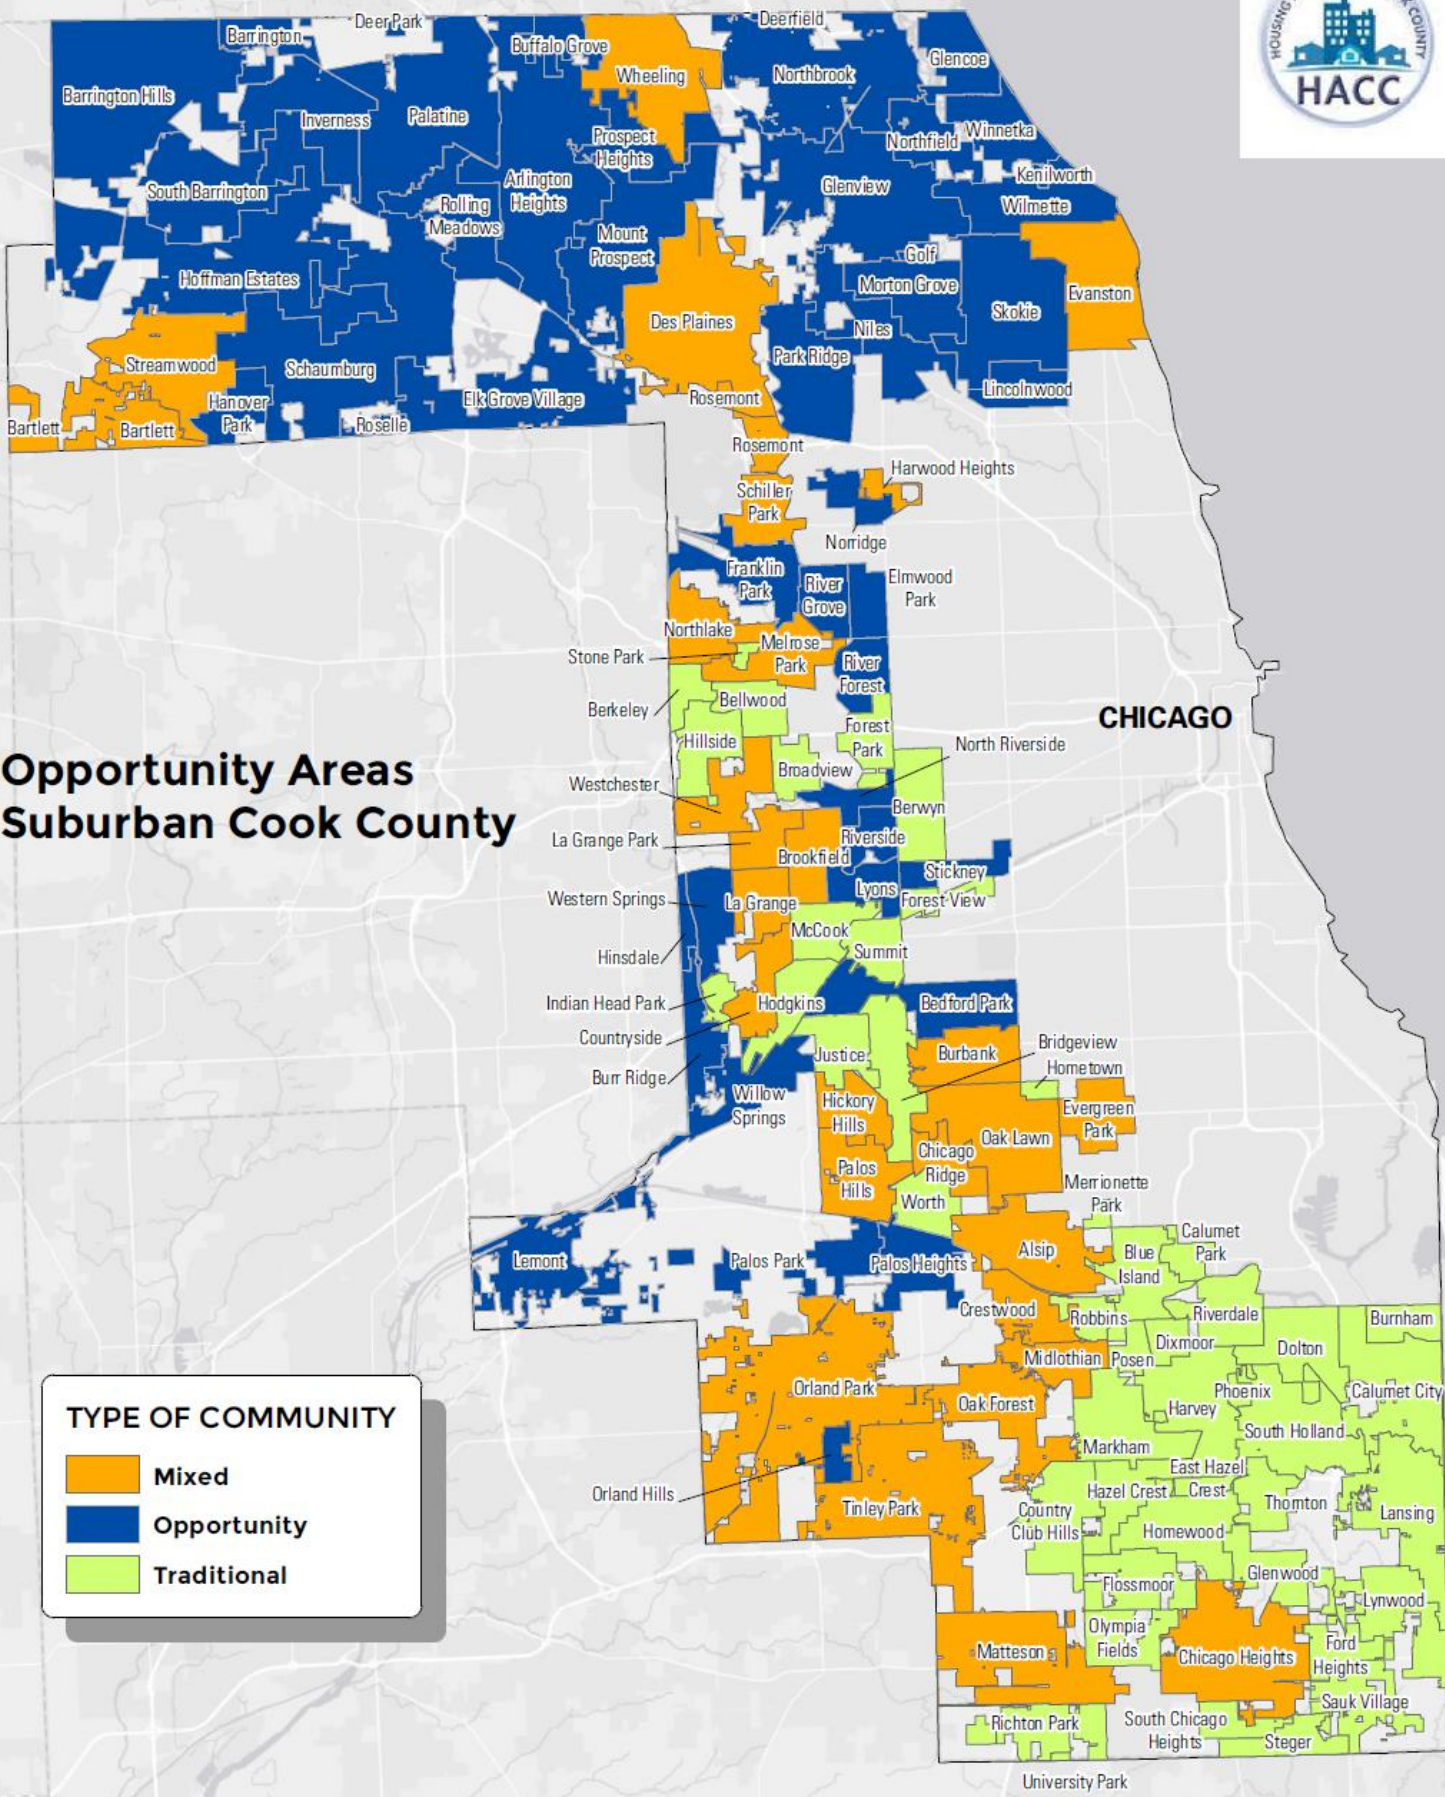 HOUSING
COUNTY
HACC
Deer Park
Deerfield
Barrington
Buffalo Grove
Glencoe
Wheeling
Northbrook
Barrington Hills
Inverness
Palatine
Winnetka
Prospect
Heights
Northfield
Kenilworth
South Barrington
Arlington
Heights
Glenview
Rolling
Meadows
Wilmette
Mount
Prospect
Golf
Hoffman Estates
Morton Grove
Evanston
Skokie
Des Plaines
Niles
Park Ridge
Streamwood
Schaumburg
Lincolnwood
Hanover
Park
Elk Grove Village
Rosemont
Bartlett
Bartlett
Roselle
Rosemont
Harwood Heights
Schiller
Park
Norridge
Franklin
Park
River
Grove
Elmwood
Park
Northlake
Melrose
Park
Stone Park
River
Forest
Berkeley
Bellwood
CHICAGO
Forest
Park
Hillside
North Riverside
Opportunity Areas
Suburban Cook County
Broadview
Westchester
Berwyn
La Grange Park
Riverside
Brookfield
Stickney
Western Springs
La Grange
Lyons
Forest View
McCook
Hinsdale
Summit
Indian Head Park
Hodgkins
Bedford Park
Countryside
Justice
Burbank
Bridgeview
Hometown
Burr Ridge
Willow
Springs
Hickory
Hills
Evergreen
Park
Oak Lawn
Chicago
Ridge
Palos
Hills
Worth
Merrionette
Park
Lemont
Palos Park
Palos Heights
Alsip
Blue
Island
Calumet
Park
Crestwood
Robbins
Riverdale
Burnham
Dixmoor
Midlothian
Posen
Dolton
Orland Park
Oak Forest
Phoenix
Harvey
Calumet City
TYPE OF COMMUNITY
Mixed
Opportunity
Traditional
South Holland
Markham
East Hazel
Crest
Hazel Crest
Orland Hills
Tinley Park
Country
Club Hills
Thornton
Lansing
Homewood
Flossmoor
Glenwood
Lynwood
Olympia
Fields
Matteson
Chicago Heights
Ford
Heights
Sauk Village
Richton Park
South Chicago
Heights
Steger
University Park